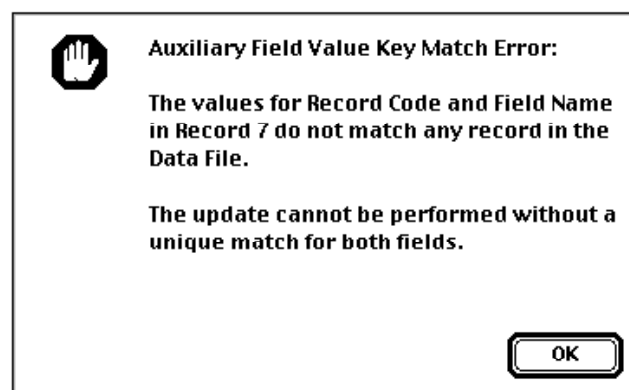 Auxiliary Field Value Key Match Error:
The values for Record Code and Field Name
in Record 7 do not match any record in the
Data File.
The update cannot be performed without a
unique match for both fields.
OK